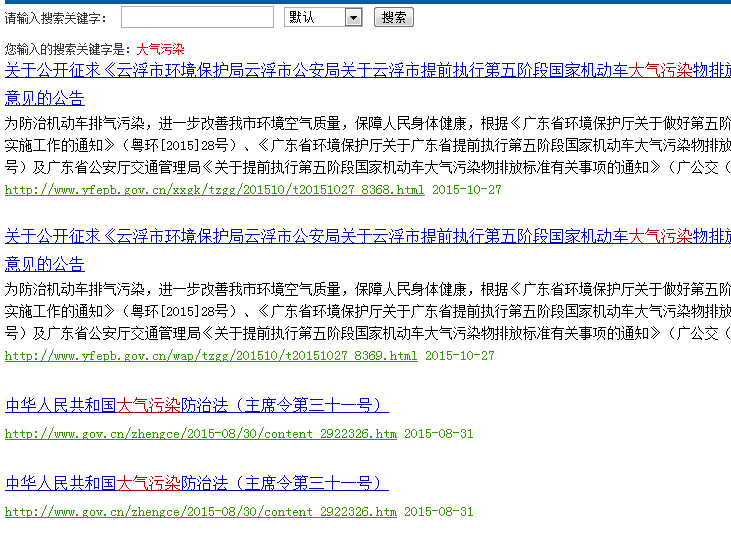 请输入搜索关键字： 默认 搜索
您输入的搜索关键字是：大气污染
关于公开征求《云浮市环境保护局云浮市公安局关于云浮市提前执行第五阶段国家机动车大气污染物排放
意见的公告
为防治机动车排气污染，进一步改善我市环境空气质量，保障人民身体健康，根据《广东省环境保护厅关于做好第五阶
实施工作的通知》（粤环[2015]28号）、《广东省环境保护厅关于广东省提前执行第五阶段国家机动车大气污染物排放
号）及广东省公安厅交通管理局《关于提前执行第五阶段国家机动车大气污染物排放标准有关事项的通知》（广公交（
http://www.yfepb.gov.cn/xxgk/tzgg/201510/t20151027_8368.html 2015-10-27
关于公开征求《云浮市环境保护局云浮市公安局关于云浮市提前执行第五阶段国家机动车大气污染物排放
意见的公告
为防治机动车排气污染，进一步改善我市环境空气质量，保障人民身体健康，根据《广东省环境保护厅关于做好第五阶
实施工作的通知》（粤环[2015]28号）、《广东省环境保护厅关于广东省提前执行第五阶段国家机动车大气污染物排放
号）及广东省公安厅交通管理局《关于提前执行第五阶段国家机动车大气污染物排放标准有关事项的通知》（广公交（
http://www.yfepb.gov.cn/wap/tzgg/201510/t20151027_8369.html 2015-10-27
中华人民共和国大气污染防治法（主席令第三十一号）
http://www.gov.cn/zhengce/2015-08/30/content_2922326.htm 2015-08-31
中华人民共和国大气污染防治法（主席令第三十一号）
http://www.gov.cn/zhengce/2015-08/30/content_2922326.htm 2015-08-31